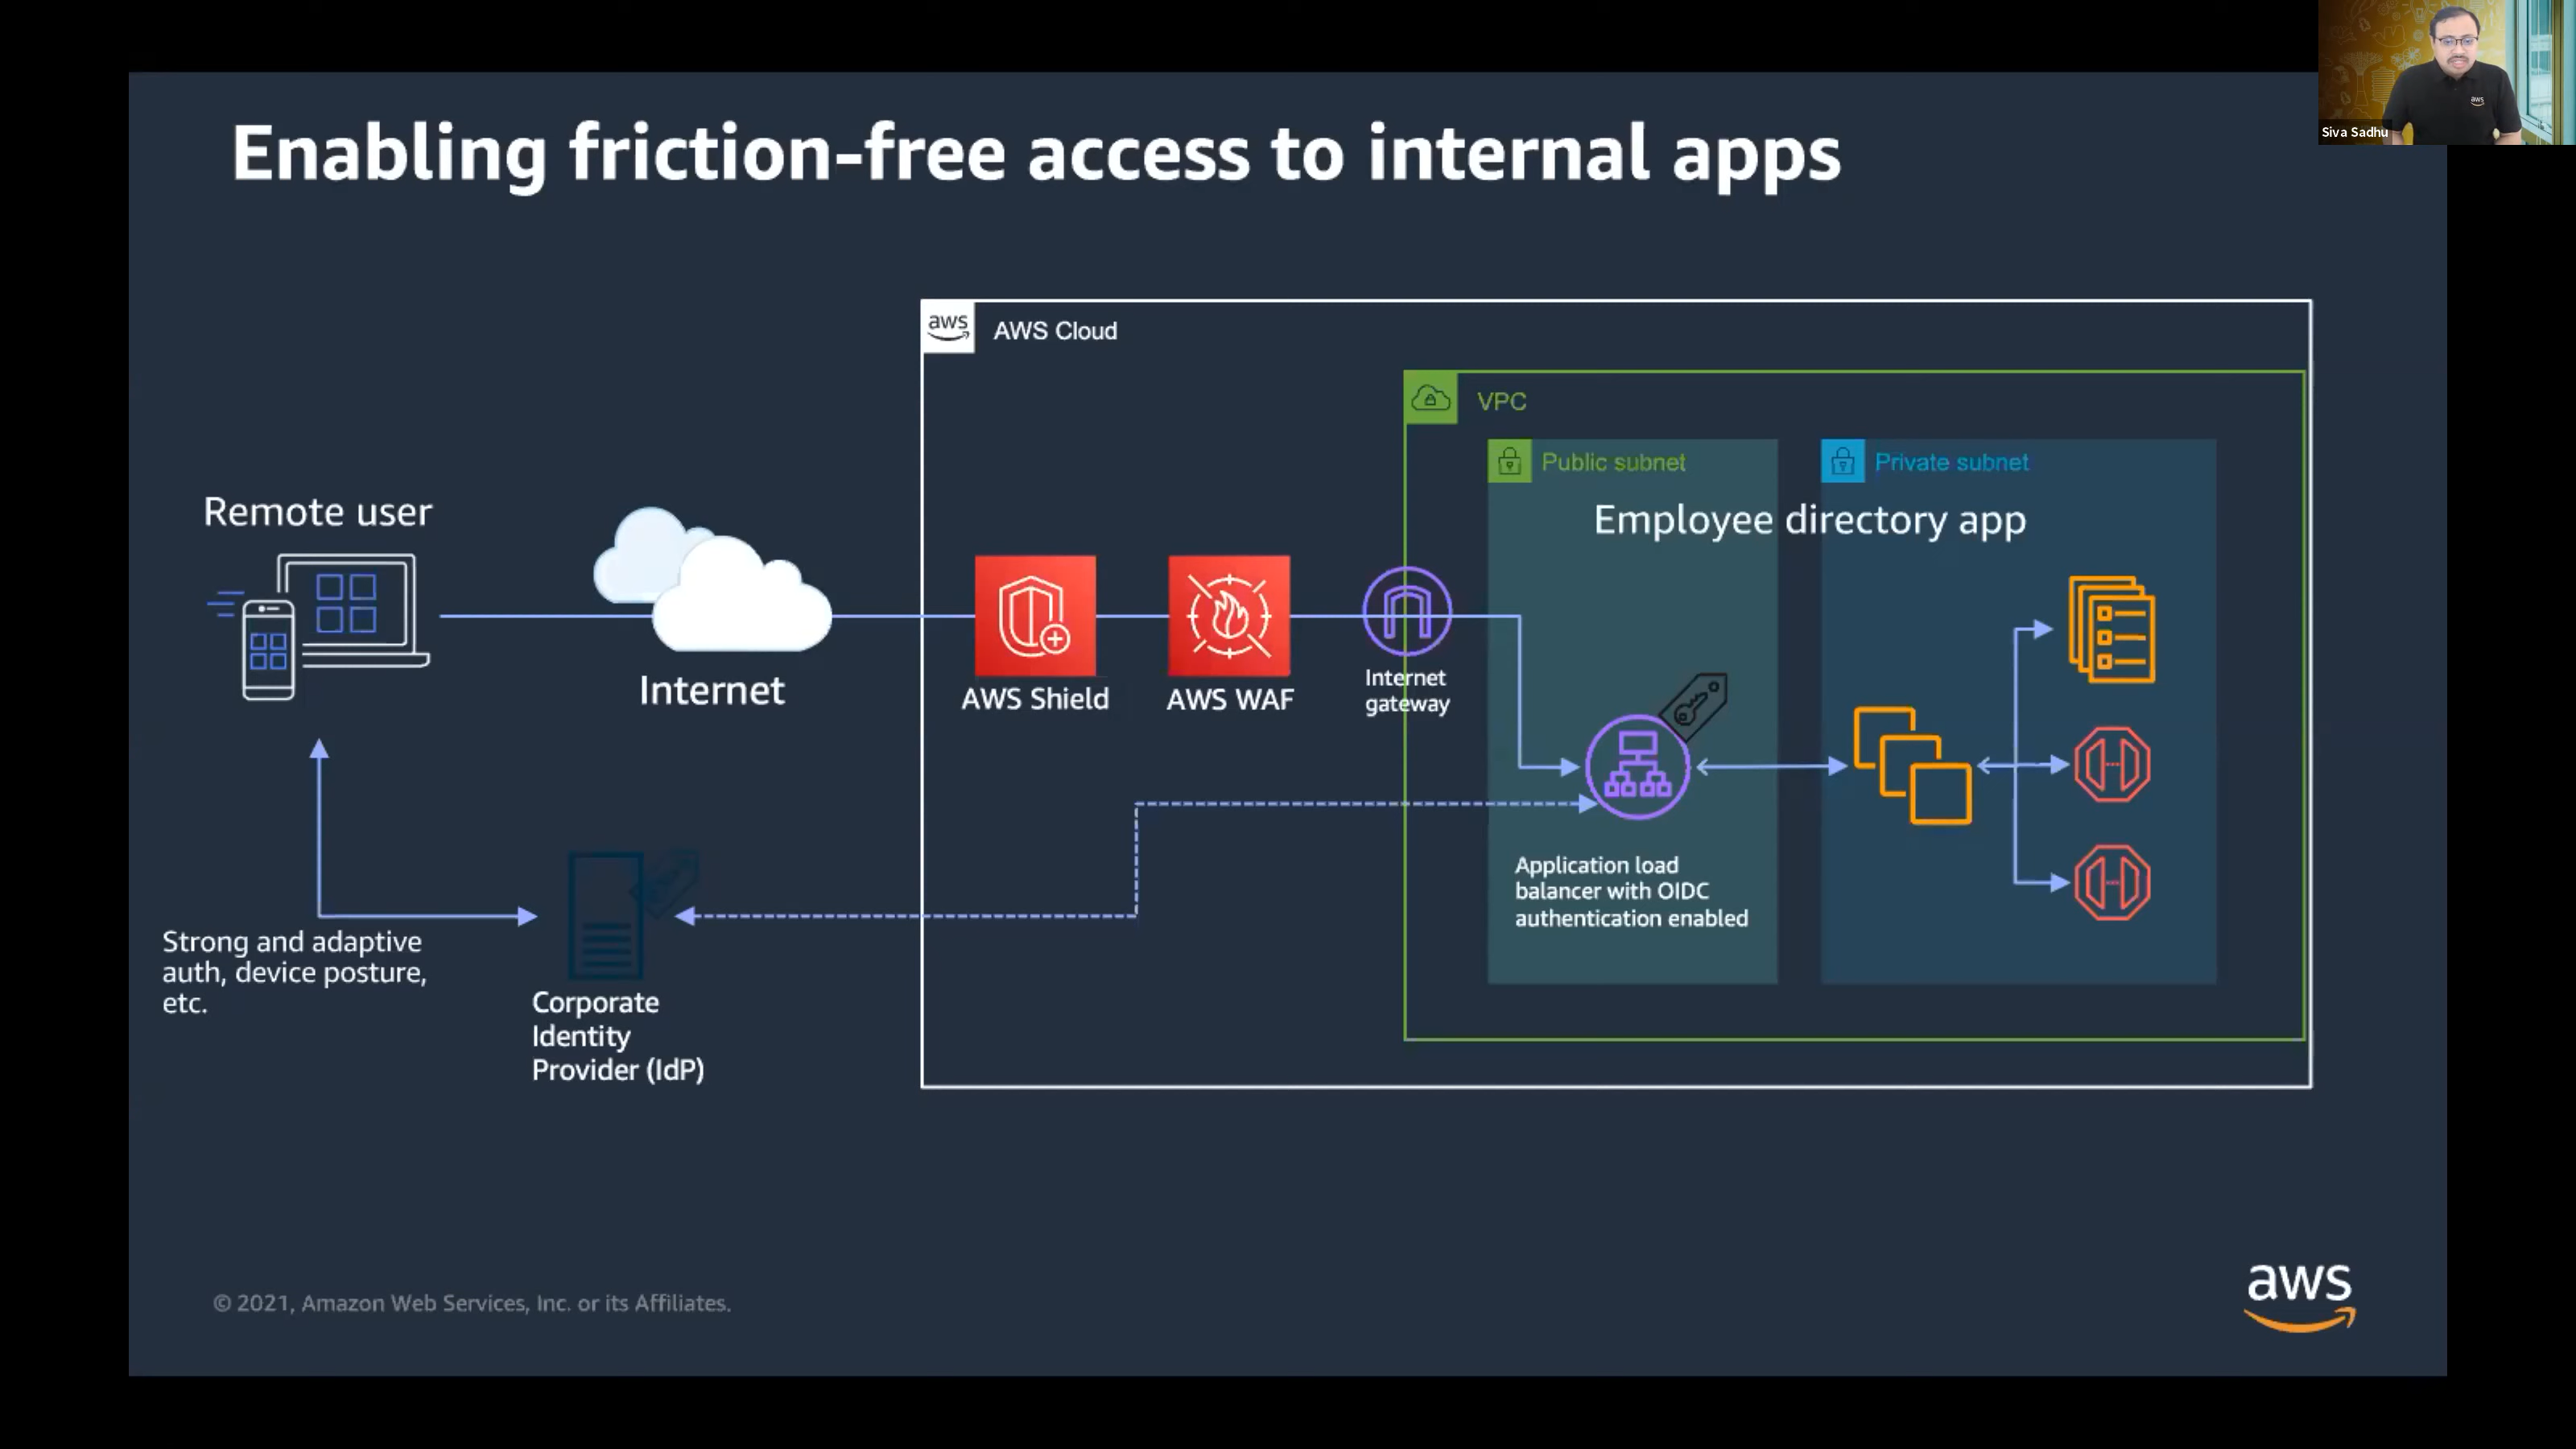 Enabling friction-free access to internal apps
aws
Siva Sadhu
aws
AWS Cloud
VPC
Public subnet
Private subnet
Employee directory app
Remote user
Internet
AWS Shield
AWS WAF
Internet
gateway
Application load
balancer with OIDC
authentication enabled
Strong and adaptive
auth, device posture,
etc.
Corporate
Identity
Provider (IdP)
© 2021, Amazon Web Services, Inc. or its Affiliates.
aws